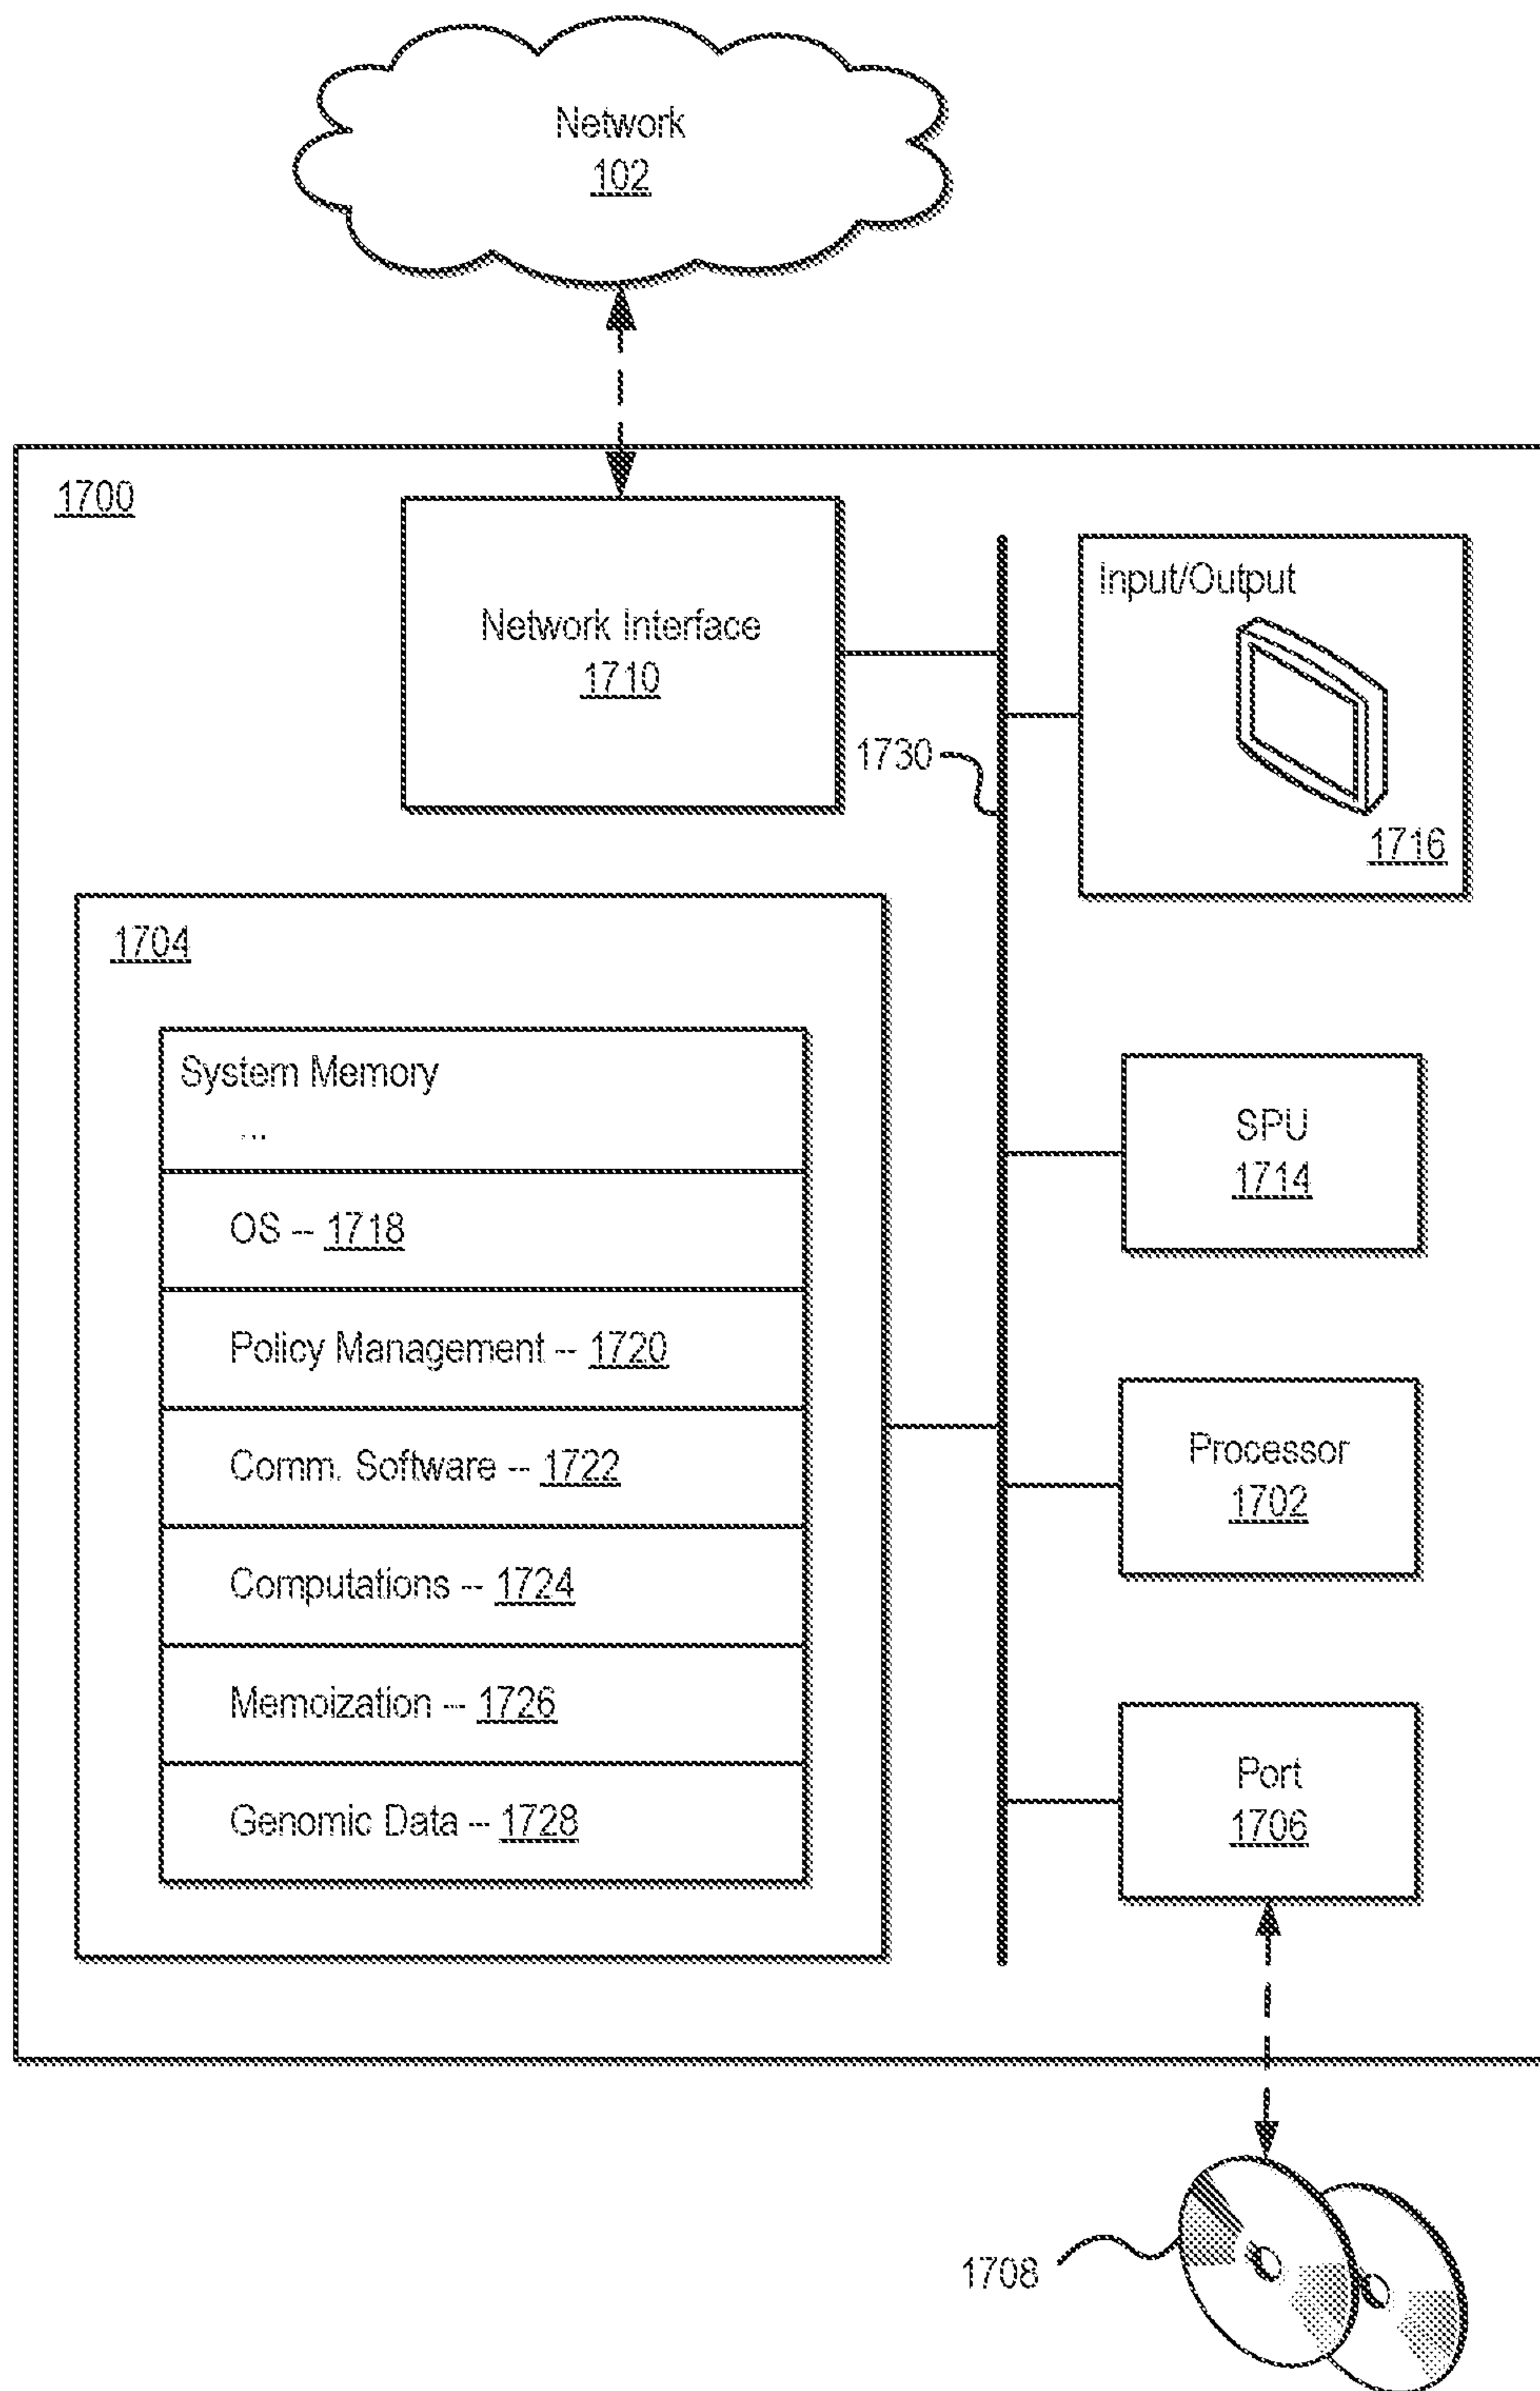 Network
102
1700
Network Interface
1710
Input/Output
1716
1730
1704
System Memory
...
OS -- 1718
Policy Management -- 1720
Comm. Software -- 1722
Computations -- 1724
Memoization -- 1726
Genomic Data -- 1728
SPU
1714
Processor
1702
Port
1706
1708